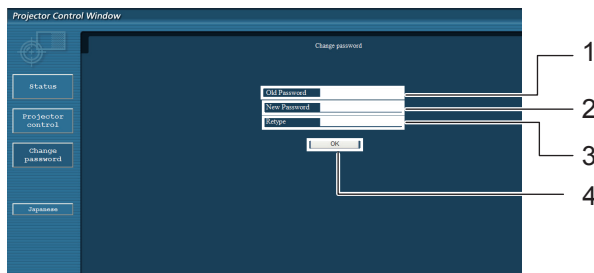 Projector Control Window
Change password
Status
Projector
control
Change
password
Japanese
Old Password
New Password
Retype
OK
1
2
3
4